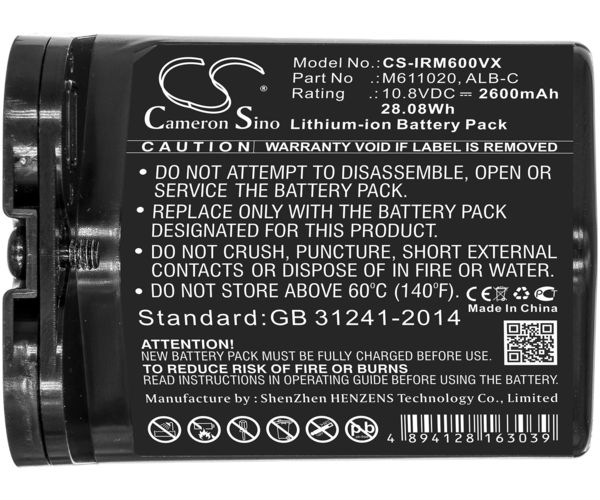 CS
Cameron Sino
Model No.:CS-IRM600VX
Part No :M611020, ALB-C
Rating :10.8VDC⎓ 2600mAh
28.08Wh
Lithium-ion Battery Pack
CAUTION WARRANTY VOID IF LABEL IS REMOVED
• DO NOT ATTEMPT TO DISASSEMBLE, OPEN OR
SERVICE THE BATTERY PACK.
• REPLACE ONLY WITH THE BATTERY PACK
DESIGNATED FOR THIS PRODUCT.
• DO NOT CRUSH, PUNCTURE, SHORT EXTERNAL
CONTACTS OR DISPOSE OF IN FIRE OR WATER.
• DO NOT STORE ABOVE 60°C (140°F).
CE
Made In China
Standard:GB 31241-2014
ATTENTION!
NEW BATTERY PACK MUST BE FULLY CHARGED BEFORE USE.
TO REDUCE RISK OF FIRE OR BURNS
READ INSTRUCTIONS IN OPERATING GUIDE BEFORE USING BATTERY PACK.
Manufacture by : ShenZhen HENZENS Technology Co., Limited
Pb
4 894128 163039